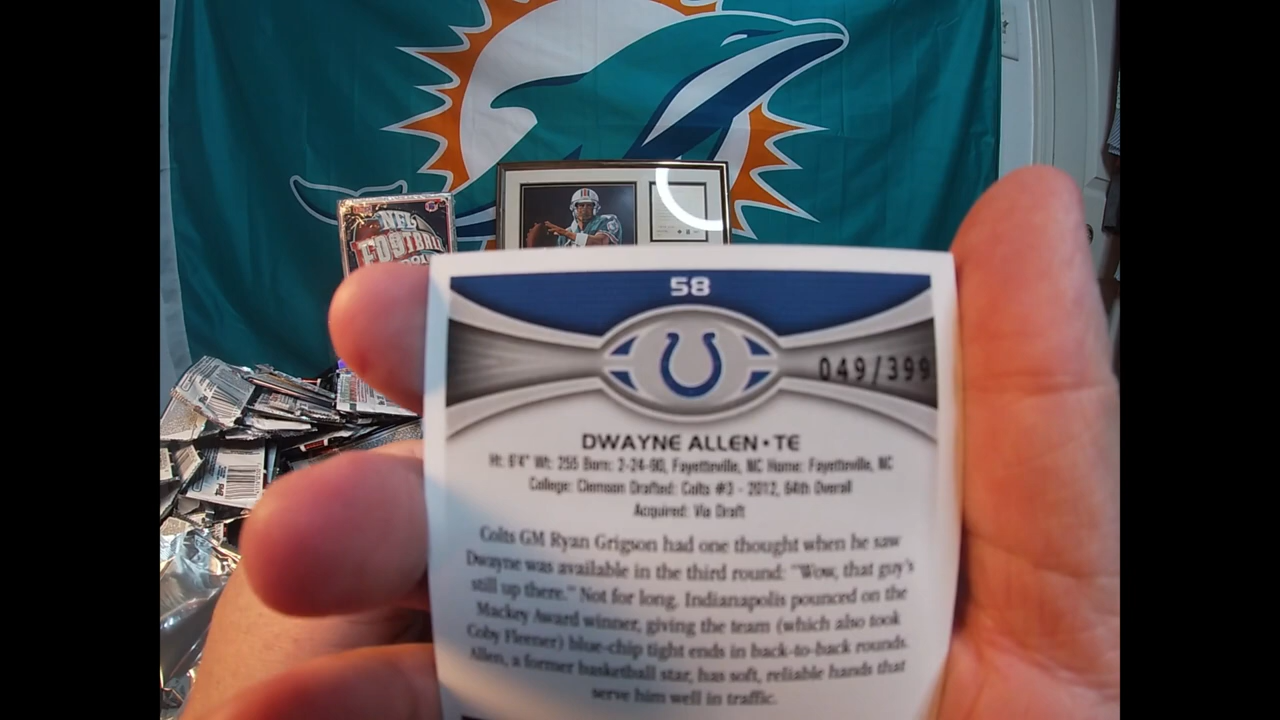 NFL
FOOTBALL
58
049/399
DWAYNE ALLEN • TE
Ht: 6'4" Wt: 255 Born: 2-24-90, Fayetteville, NC Home: Fayetteville, NC
College: Clemson Drafted: Colts #3 - 2012, 64th Overall
Acquired: Via Draft
Colts GM Ryan Grigson had one thought when he saw
Dwayne was available in the third round: "Wow, that guy's
still up there." Not for long. Indianapolis pounced on the
Mackey Award winner, giving the team (which also took
Coby Fleener) blue-chip tight ends in back-to-back rounds.
Allen, a former basketball star, has soft, reliable hands that
serve him well in traffic.